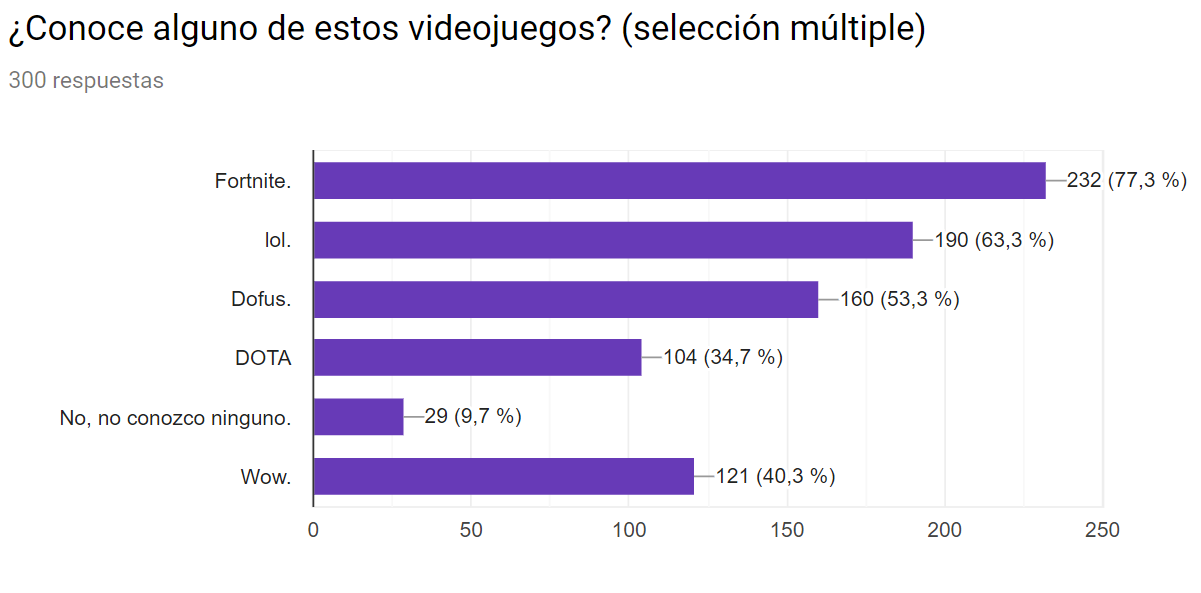 ¿Conoce alguno de estos videojuegos? (selección múltiple)
300 respuestas
Fortnite.
232 (77,3 %)
lol.
190 (63,3 %)
Dofus.
160 (53,3 %)
DOTA
104 (34,7 %)
No, no conozco ninguno.
29 (9,7 %)
Wow.
121 (40,3 %)
0 50 100 150 200 250